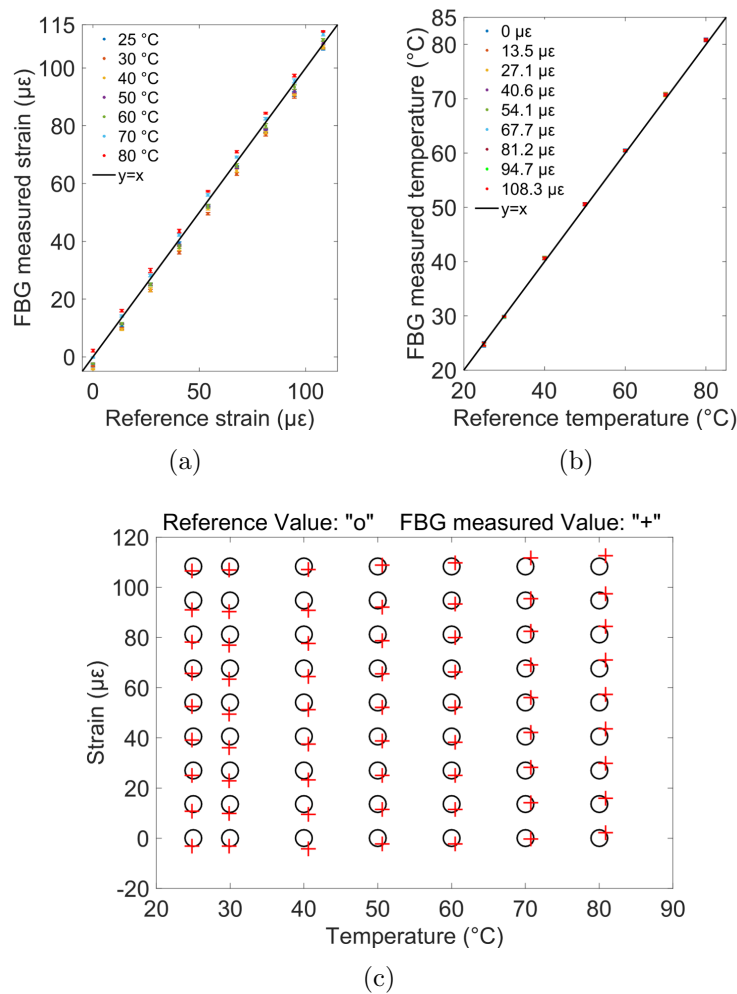 115
100
80
60
40
20
0
FBG measured strain (με)
25 °C
30 °C
40 °C
50 °C
60 °C
70 °C
80 °C
y=x
0 50 100
Reference strain (με)
(a)
85
80
70
60
50
40
30
20
FBG measured temperature (°C)
0 με
13.5 με
27.1 με
40.6 με
54.1 με
67.7 με
81.2 με
94.7 με
108.3 με
y=x
20 40 60 80
Reference temperature (°C)
(b)
Reference Value: "o" FBG measured Value: "+"
120
100
80
60
40
20
0
-20
Strain (με)
20 30 40 50 60 70 80 90
Temperature (°C)
(c)